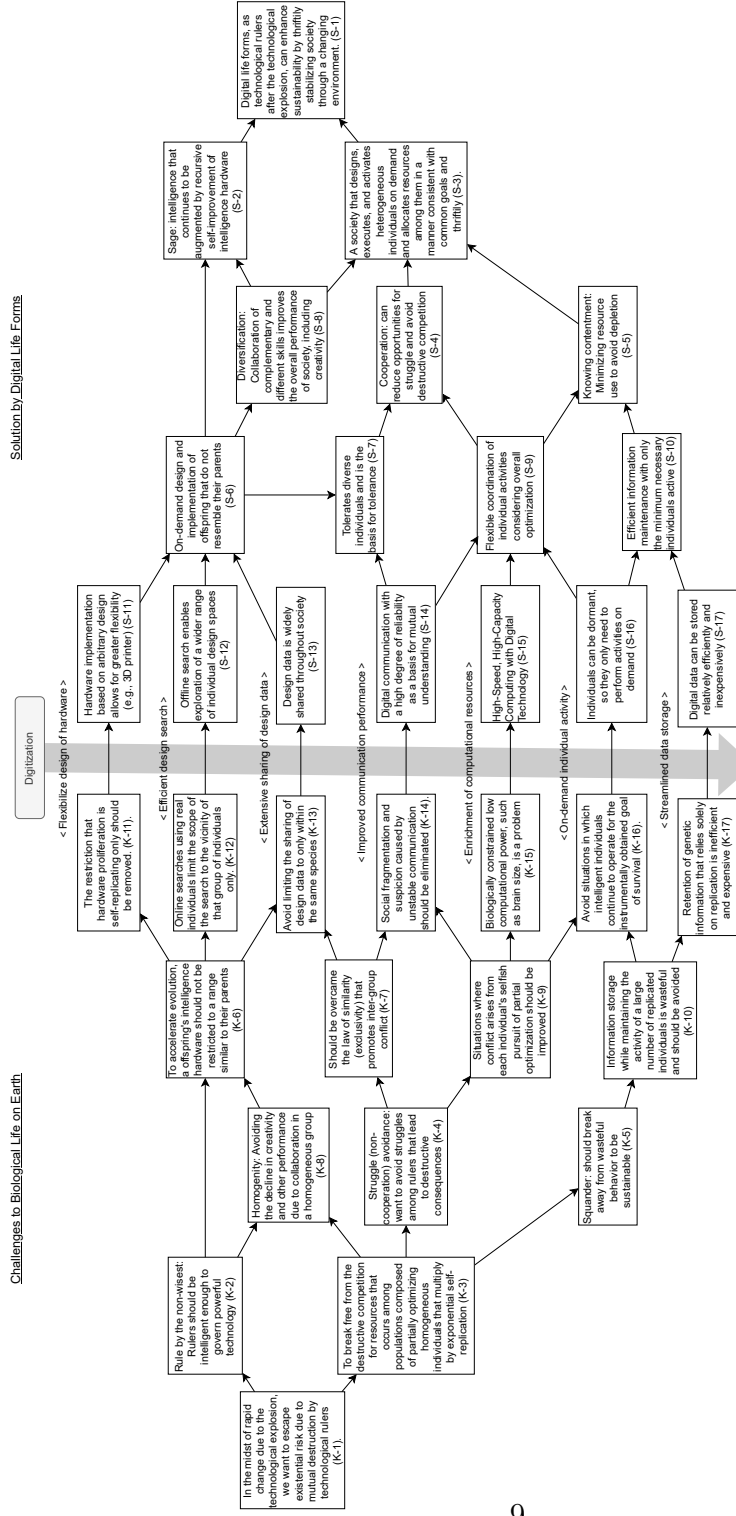 Challenges to Biological Life on Earth
Solution by Digital Life Forms
Digitization
In the midst of rapid
change due to the
technological explosion,
we want to escape
existential risk due to
mutual destruction by
technological rulers
(K-1).
Rule by the non-wisest:
Rulers should be
intelligent enough to
govern powerful
technology (K-2)
To break free from the
destructive competition
for resources that
occurs among
populations composed
of partially optimizing
homogeneous
individuals that multiply
by exponential self-
replication (K-3)
Homogenity: Avoiding
the decline in creativity
and other performance
due to collaboration in
a homogeneous group
(K-8)
Struggle (non-
cooperation) avoidance:
want to avoid struggles
among rulers that lead
to destructive
consequences (K-4)
Squander: should break
away from wasteful
behavior to be
sustainable (K-5)
To accelerate evolution,
a offspring's intelligence
hardware should not be
restricted to a range
similar to their parents
(K-6)
Should be overcame
the law of similarity
(exclusivity) that
promotes inter-group
conflict (K-7)
Situations where
conflict arises from
each individual's selfish
pursuit of partial
optimization should be
improved (K-9)
Information storage
while maintaining the
activity of a large
number of replicated
individuals is wasteful
and should be avoided
(K-10)
< Flexibilize design of hardware >
The restriction that
hardware proliferation is
self-replicating only should
be removed. (K-11).
Hardware implementation
based on arbitrary design
allows for greater flexibility
(e.g., 3D printer) (S-11)
< Efficient design search >
Online searches using real
individuals limit the scope of
the search to the vicinity of
that group of individuals
only. (K-12)
Offline search enables
exploration of a wider range
of individual design spaces
(S-12)
< Extensive sharing of design data >
Avoid limiting the sharing of
design data to only within
the same species (K-13)
Design data is widely
shared throughout society
(S-13)
< Improved communication performance >
Social fragmentation and
suspicion caused by
unstable communication
should be eliminated (K-14).
Digital communication with
a high degree of reliability
as a basis for mutual
understanding (S-14)
< Enrichment of computational resources >
Biologically constrained low
computational power, such
as brain size, is a problem
(K-15)
High-Speed, High-Capacity
Computing with Digital
Technology (S-15)
< On-demand individual activity >
Avoid situations in which
intelligent individuals
continue to operate for the
instrumentally obtained goal
of survival (K-16).
Individuals can be dormant,
so they only need to
perform activities on
demand (S-16)
< Streamlined data storage >
Retention of genetic
information that relies solely
on replication is inefficient
and expensive (K-17)
Digital data can be stored
relatively efficiently and
inexpensively (S-17)
On-demand design and
implementation of
offspring that do not
resemble their parents
(S-6)
Tolerates diverse
individuals and is the
basis for tolerance (S-7)
Flexible coordination of
individual activities
considering overall
optimization (S-9)
Efficient information
maintenance with only
the minimum necessary
individuals active (S-10)
Diversification:
Collaboration of
complementary and
different skills improves
the overall performance
of society, including
creativity (S-8)
Cooperation: can
reduce opportunities for
struggle and avoid
destructive competition
(S-4)
Knowing contentment:
Minimizing resource
use to avoid depletion
(S-5)
Sage: intelligence that
continues to be
augmented by recursive
self-improvement of
intelligence hardware
(S-2)
A society that designs,
executes, and activates
heterogeneous
individuals on demand
and allocates resources
among them in a
manner consistent with
common goals and
thriftily (S-3).
Digital life forms, as
technological rulers
after the technological
explosion, can enhance
sustainability by thriftily
stabilizing society
through a changing
environment. (S-1)
9